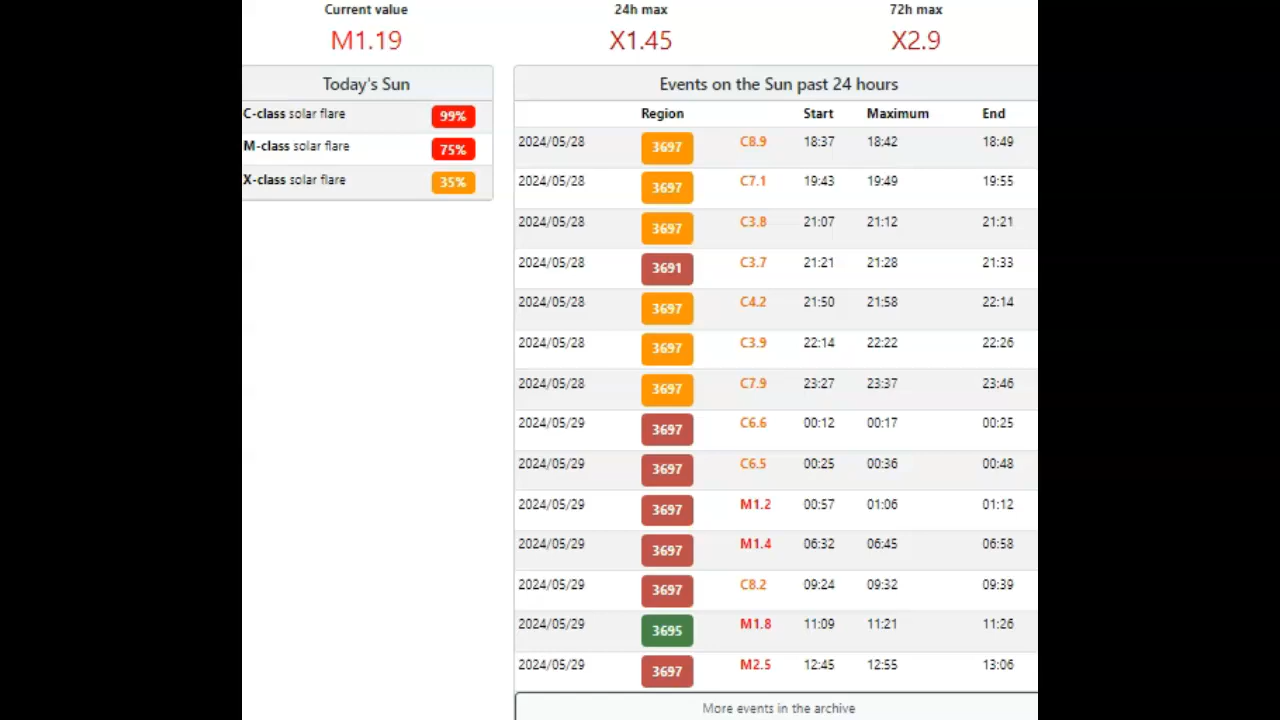 Current value 24h max 72h max
M1.19 X1.45 X2.9
Today's Sun
C-class solar flare 99%
M-class solar flare 75%
X-class solar flare 35%
Events on the Sun past 24 hours
Region Start Maximum End
2024/05/28 3697 C8.9 18:37 18:42 18:49
2024/05/28 3697 C7.1 19:43 19:49 19:55
2024/05/28 3697 C3.8 21:07 21:12 21:21
2024/05/28 3691 C3.7 21:21 21:28 21:33
2024/05/28 3697 C4.2 21:50 21:58 22:14
2024/05/28 3697 C3.9 22:14 22:22 22:26
2024/05/28 3697 C7.9 23:27 23:37 23:46
2024/05/29 3697 C6.6 00:12 00:17 00:25
2024/05/29 3697 C6.5 00:25 00:36 00:48
2024/05/29 3697 M1.2 00:57 01:06 01:12
2024/05/29 3697 M1.4 06:32 06:45 06:58
2024/05/29 3697 C8.2 09:24 09:32 09:39
2024/05/29 3695 M1.8 11:09 11:21 11:26
2024/05/29 3697 M2.5 12:45 12:55 13:06
More events in the archive